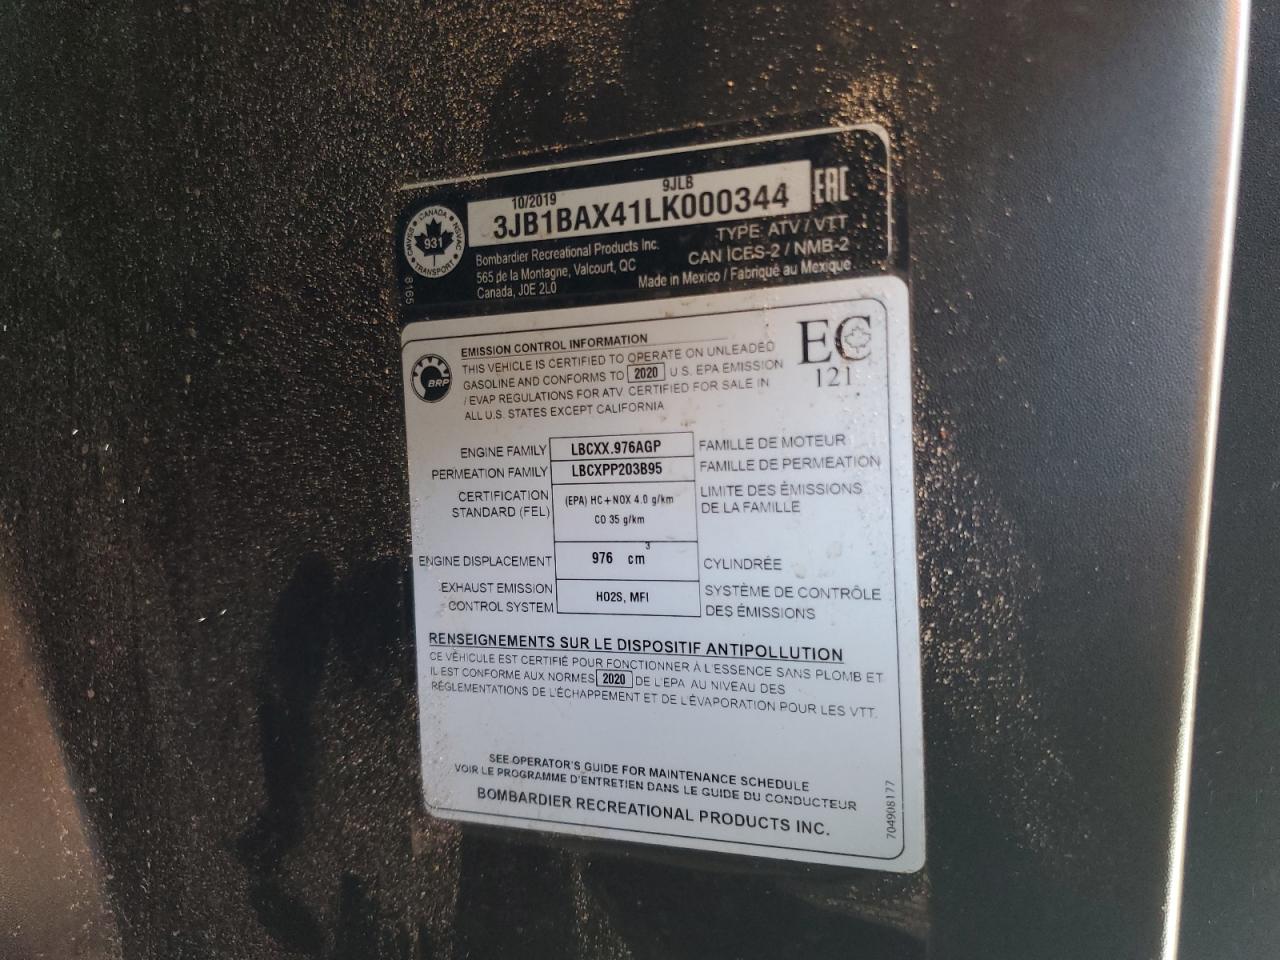 10/2019 9JLB
3JB1BAX41LK000344
EAC
CANADA
NSVAC
931
TRANSPORT
NSVAC
8165
Bombardier Recreational Products Inc.
565 de la Montagne, Valcourt, QC
Canada, J0E 2L0
TYPE: ATV / VTT
CAN ICES-2 / NMB-2
Made in Mexico / Fabriqué au Mexique
BRP
EMISSION CONTROL INFORMATION
THIS VEHICLE IS CERTIFIED TO OPERATE ON UNLEADED
GASOLINE AND CONFORMS TO 2020 U.S. EPA EMISSION
/ EVAP REGULATIONS FOR ATV CERTIFIED FOR SALE IN
ALL U.S. STATES EXCEPT CALIFORNIA
EC
121
ENGINE FAMILY LBCXX.976AGP FAMILLE DE MOTEUR
PERMEATION FAMILY LBCXPP203B95 FAMILLE DE PERMEATION
CERTIFICATION (EPA) HC+NOX 4.0 g/km LIMITE DES ÉMISSIONS
STANDARD (FEL) CO 35 g/km DE LA FAMILLE
ENGINE DISPLACEMENT 976 cm³ CYLINDRÉE
EXHAUST EMISSION HO2S, MFI SYSTÈME DE CONTRÔLE
CONTROL SYSTEM DES ÉMISSIONS
RENSEIGNEMENTS SUR LE DISPOSITIF ANTIPOLLUTION
CE VÉHICULE EST CERTIFIÉ POUR FONCTIONNER À L'ESSENCE SANS PLOMB ET
IL EST CONFORME AUX NORMES 2020 DE L'EPA AU NIVEAU DES
RÉGLEMENTATIONS DE L'ÉCHAPPEMENT ET DE L'ÉVAPORATION POUR LES VTT.
SEE OPERATOR'S GUIDE FOR MAINTENANCE SCHEDULE
VOIR LE PROGRAMME D'ENTRETIEN DANS LE GUIDE DU CONDUCTEUR
BOMBARDIER RECREATIONAL PRODUCTS INC.
704908177